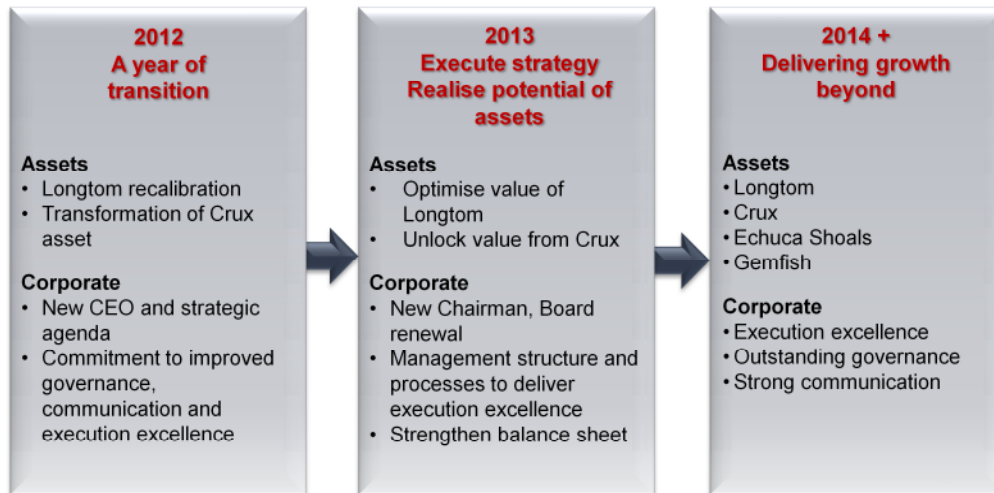 2012
A year of
transition
Assets
• Longtom recalibration
• Transformation of Crux
asset
Corporate
• New CEO and strategic
agenda
• Commitment to improved
governance,
communication and
execution excellence
2013
Execute strategy
Realise potential of
assets
Assets
• Optimise value of
Longtom
• Unlock value from Crux
Corporate
• New Chairman, Board
renewal
• Management structure and
processes to deliver
execution excellence
• Strengthen balance sheet
2014 +
Delivering growth
beyond
Assets
• Longtom
• Crux
• Echuca Shoals
• Gemfish
Corporate
• Execution excellence
• Outstanding governance
• Strong communication